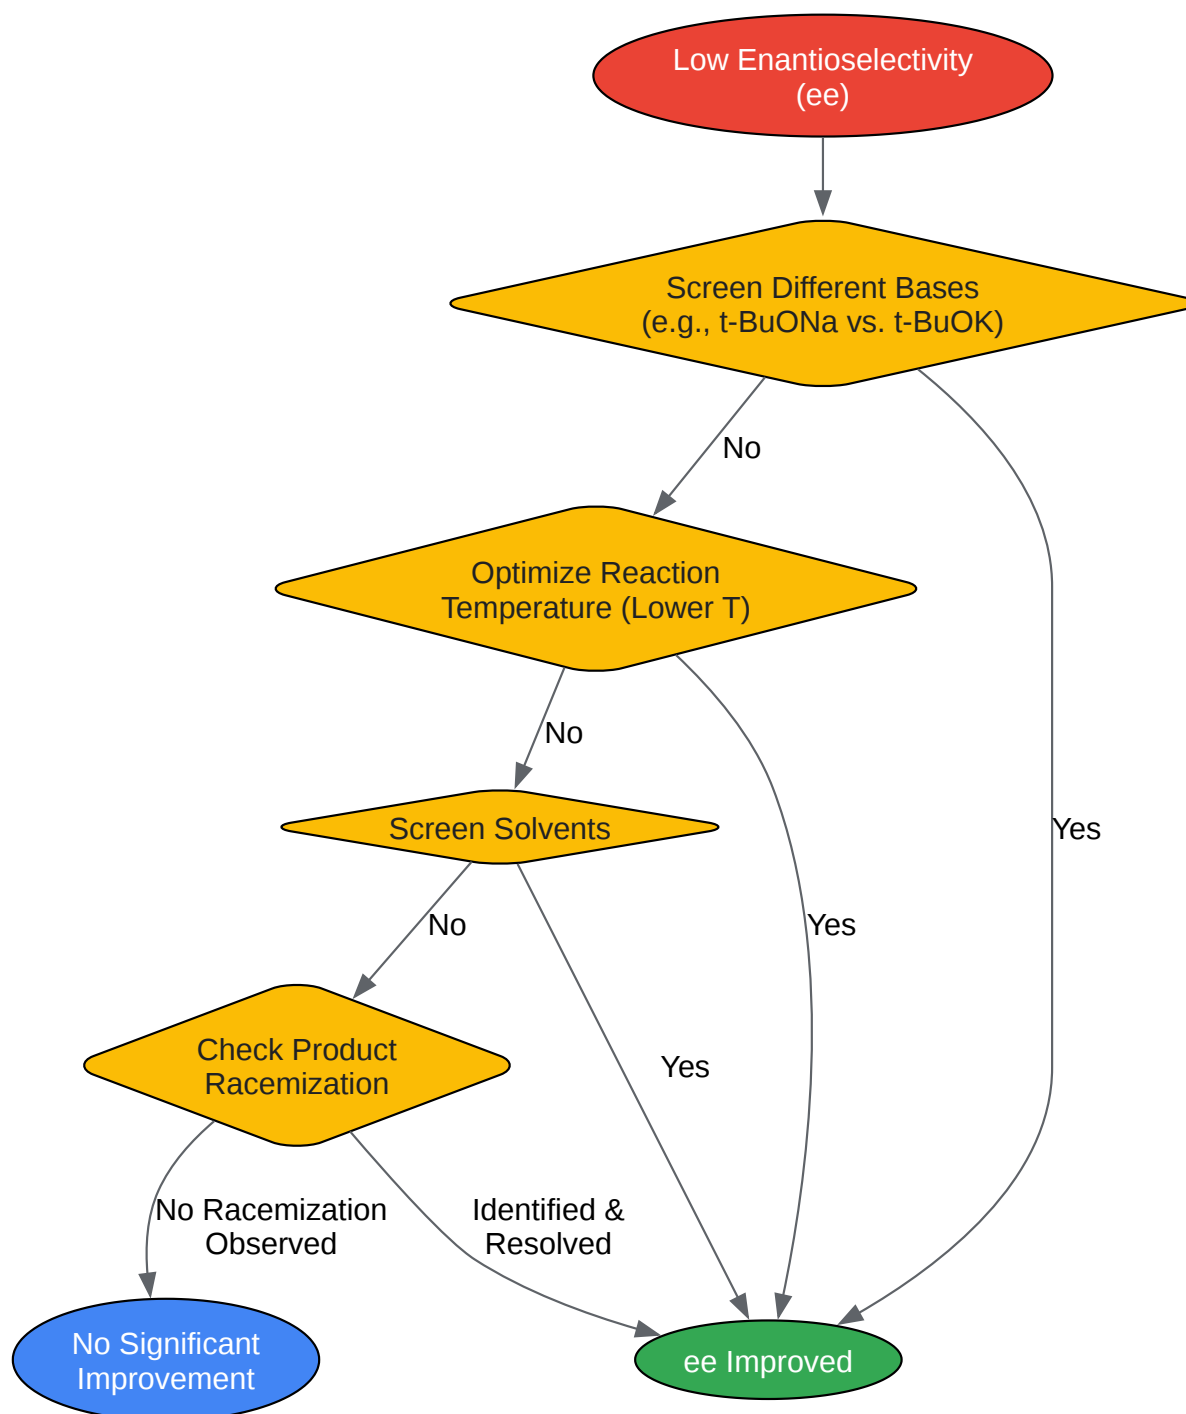 Low Enantioselectivity
(ee)
Screen Different Bases
(e.g., t-BuONa vs. t-BuOK)
No
Optimize Reaction
Temperature (Lower T)
No
Screen Solvents
Yes
No
Yes
Check Product
Racemization
Yes
No Racemization
Observed
Identified &
Resolved
No Significant
Improvement
ee Improved